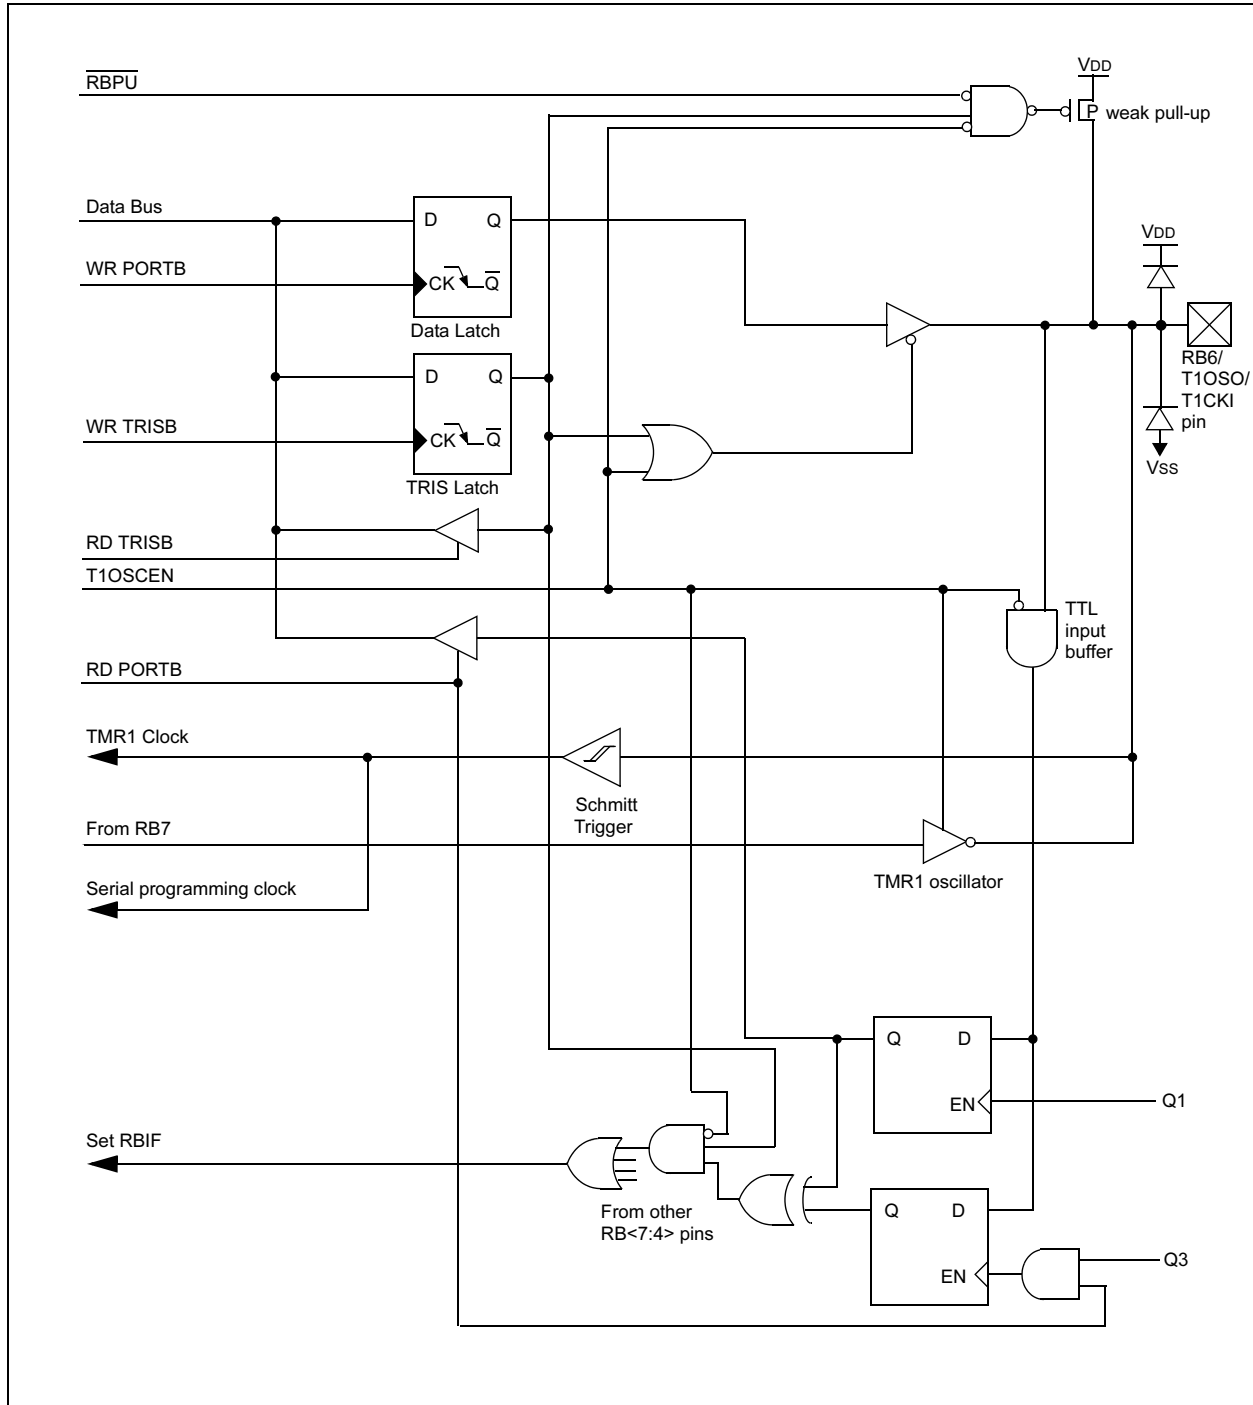 RBPU
VDD
P weak pull-up
Data Bus
D Q
VDD
WR PORTB
CK Q
Data Latch
D Q
RB6/
T1OSO/
T1CKI
pin
WR TRISB
CK Q
VSS
TRIS Latch
RD TRISB
T1OSCEN
TTL
input
buffer
RD PORTB
TMR1 Clock
Schmitt
Trigger
From RB7
TMR1 oscillator
Serial programming clock
Q D
EN
Q1
Set RBIF
From other
RB<7:4> pins
Q D
EN
Q3